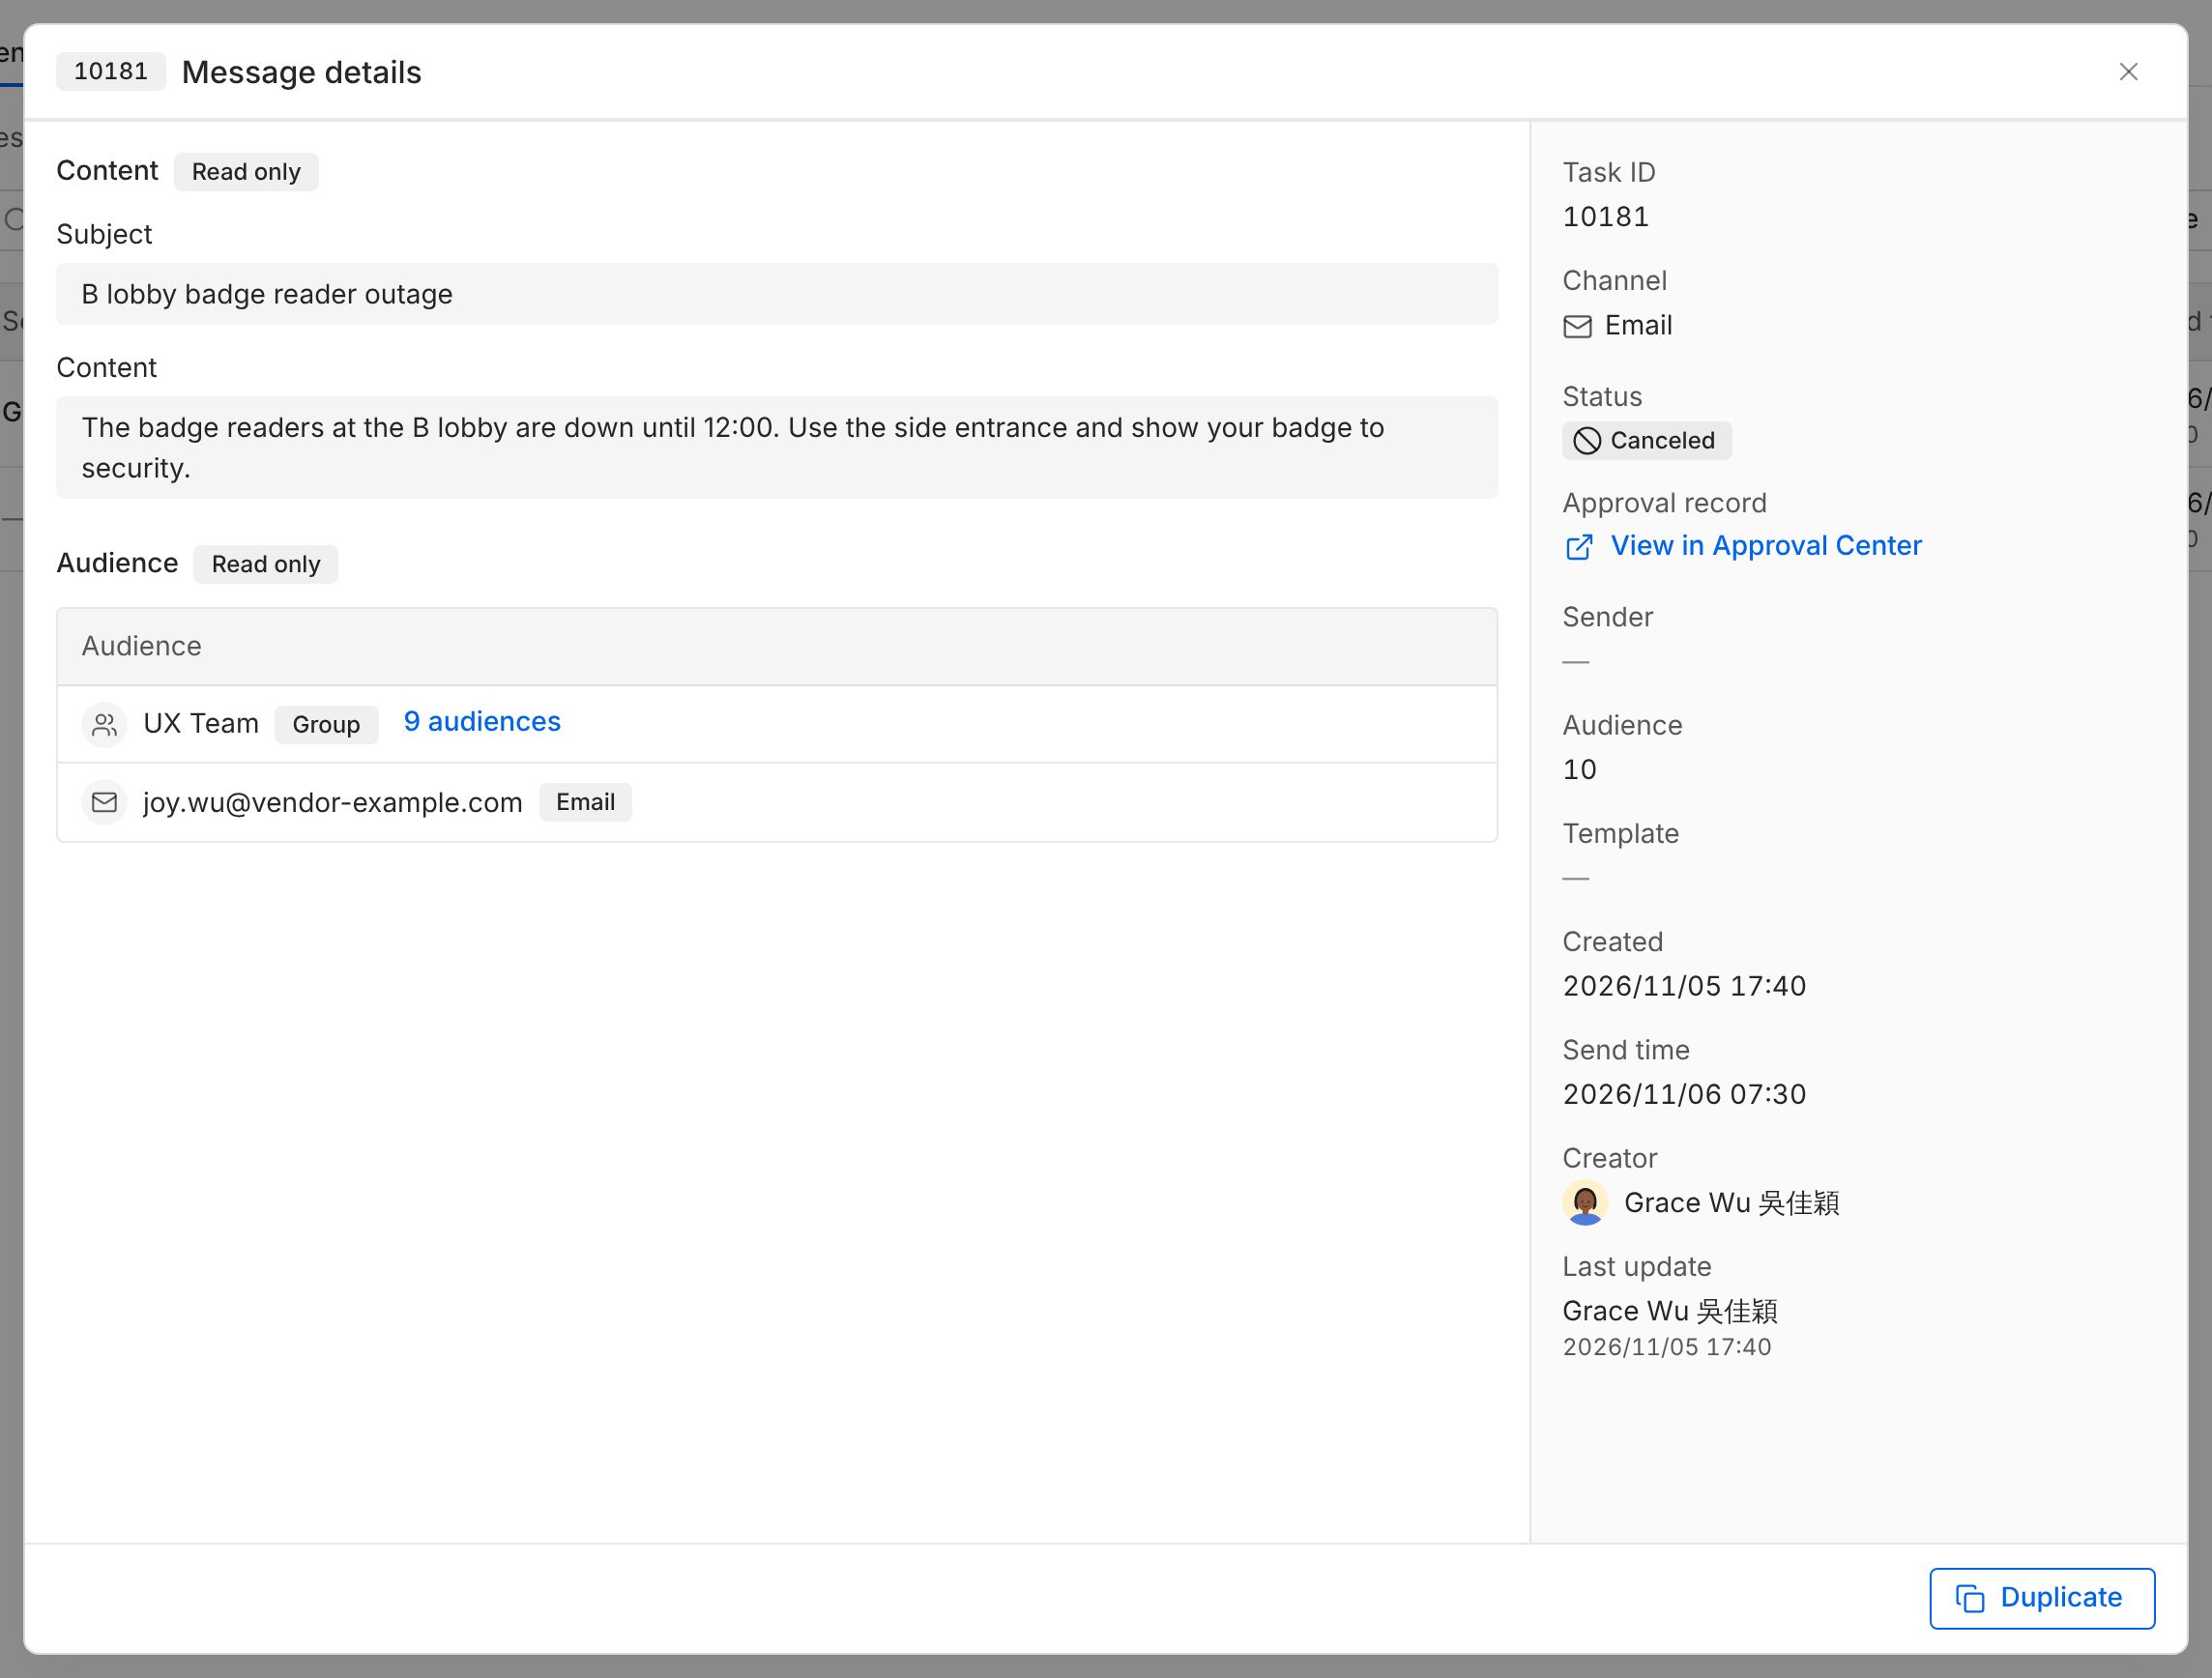 10181 Message details
Content Read only
Subject
B lobby badge reader outage
Content
The badge readers at the B lobby are down until 12:00. Use the side entrance and show your badge to
security.
Audience Read only
Audience
UX Team Group 9 audiences
joy.wu@vendor-example.com Email
Task ID
10181
Channel
Email
Status
Canceled
Approval record
View in Approval Center
Sender
—
Audience
10
Template
—
Created
2026/11/05 17:40
Send time
2026/11/06 07:30
Creator
Grace Wu 吳佳穎
Last update
Grace Wu 吳佳穎
2026/11/05 17:40
Duplicate